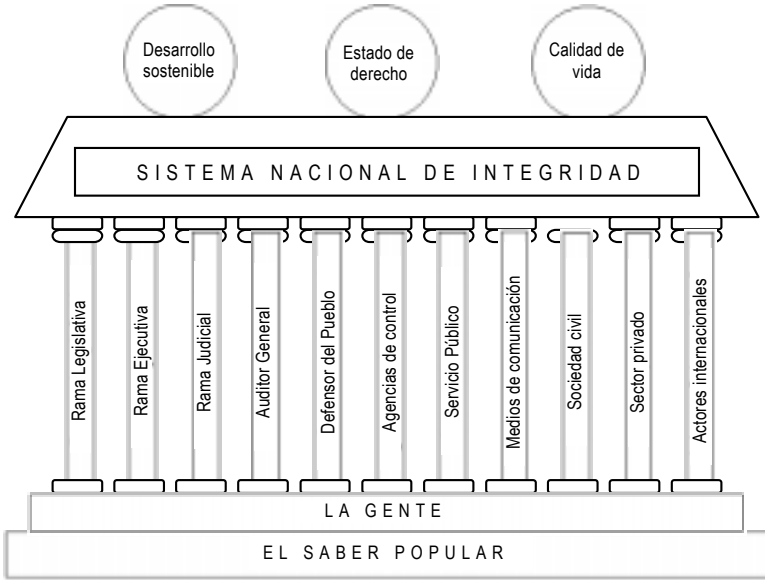 Desarrollo
sostenible
Estado de
derecho
Calidad de
vida
SISTEMA NACIONAL DE INTEGRIDAD
Rama Legislativa
Rama Ejecutiva
Rama Judicial
Auditor General
Defensor del Pueblo
Agencias de control
Servicio Público
Medios de comunicación
Sociedad civil
Sector privado
Actores internacionales
LA GENTE
EL SABER POPULAR